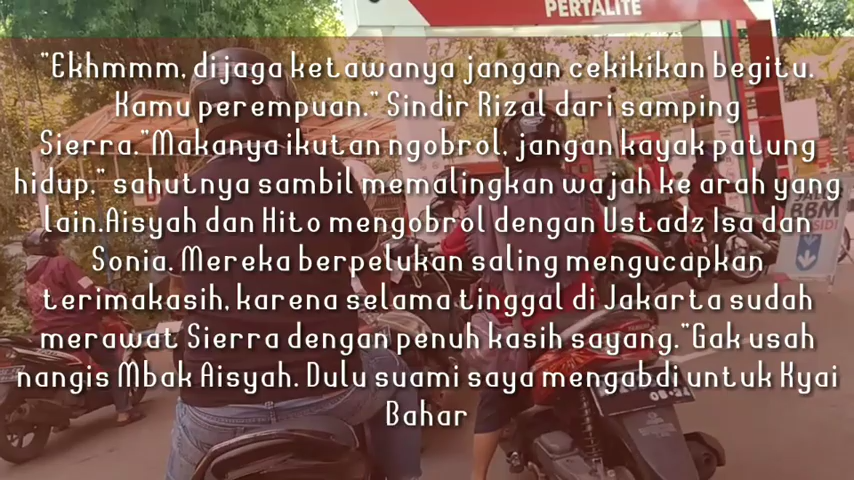 PERTALITE
"Ekhmmm, dijaga ketawanya jangan cekikikan begitu.
Kamu perempuan." Sindir Rizal dari samping
Sierra."Makanya ikutan ngobrol, jangan kayak patung
hidup," sahutnya sambil memalingkan wajah ke arah yang
lain.Aisyah dan Hito mengobrol dengan Ustadz Isa dan
Sonia. Mereka berpelukan saling mengucapkan
terimakasih, karena selama tinggal di Jakarta sudah
merawat Sierra dengan penuh kasih sayang."Gak usah
nangis Mbak Aisyah. Dulu suami saya mengabdi untuk Kyai
Bahar
BBM